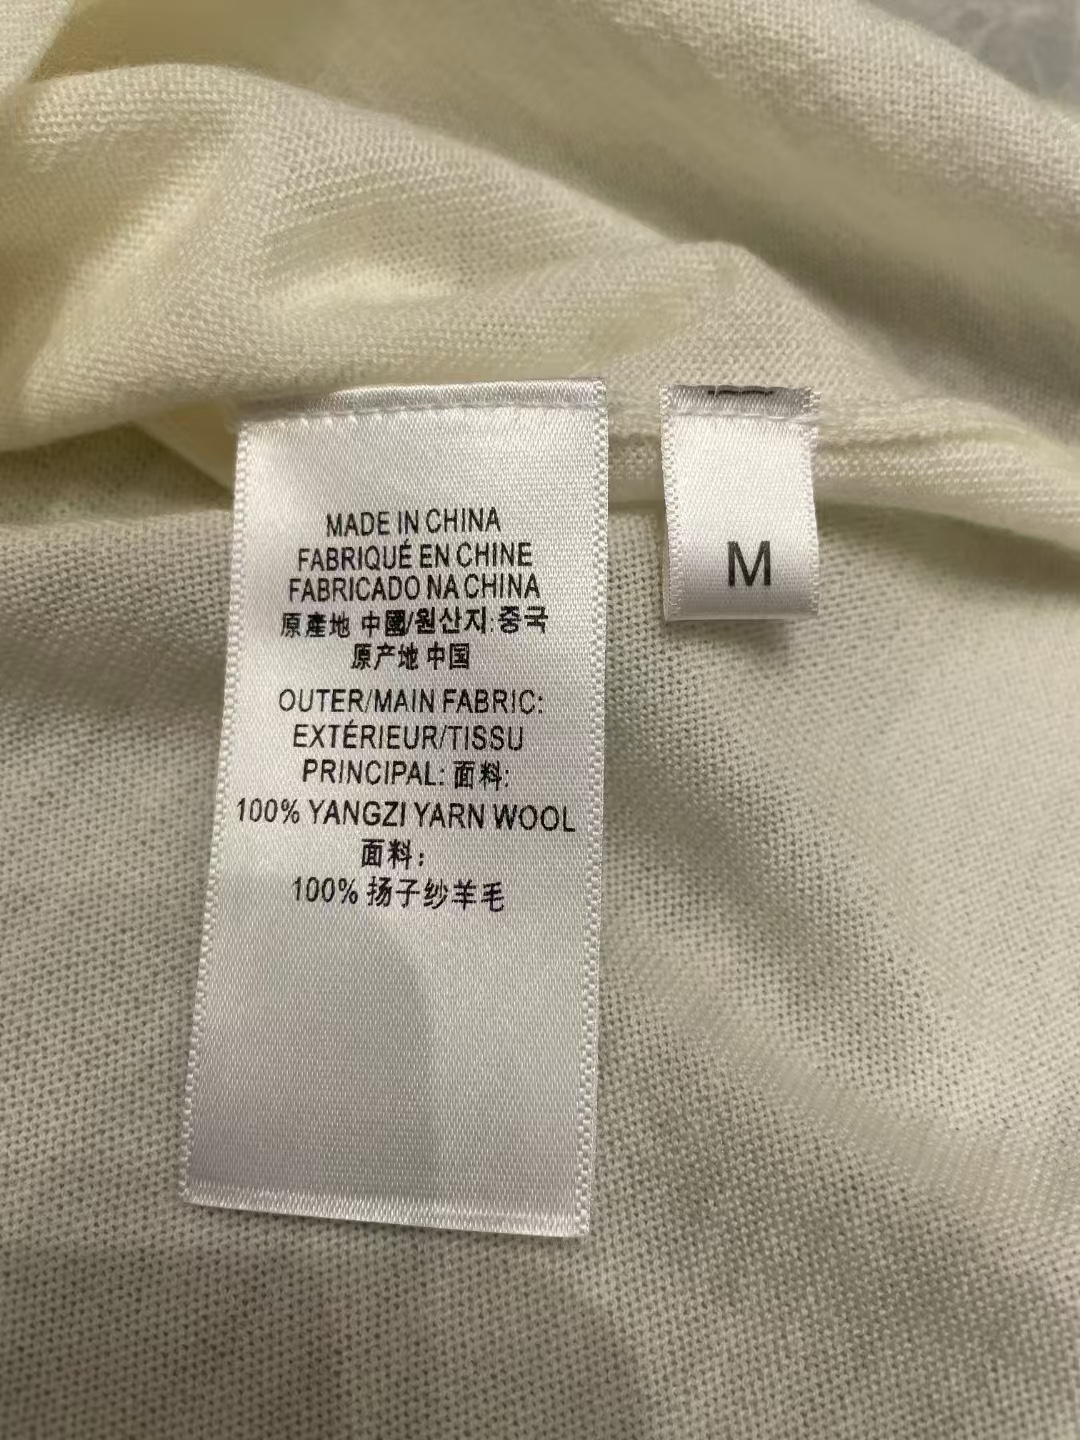 MADE IN CHINA
FABRIQUÉ EN CHINE
FABRICADO NA CHINA
原產地 中國/원산지: 중국
原产地 中国
OUTER/MAIN FABRIC:
EXTÉRIEUR/TISSU
PRINCIPAL: 面料:
100% YANGZI YARN WOOL
面料：
100% 扬子纱羊毛
M